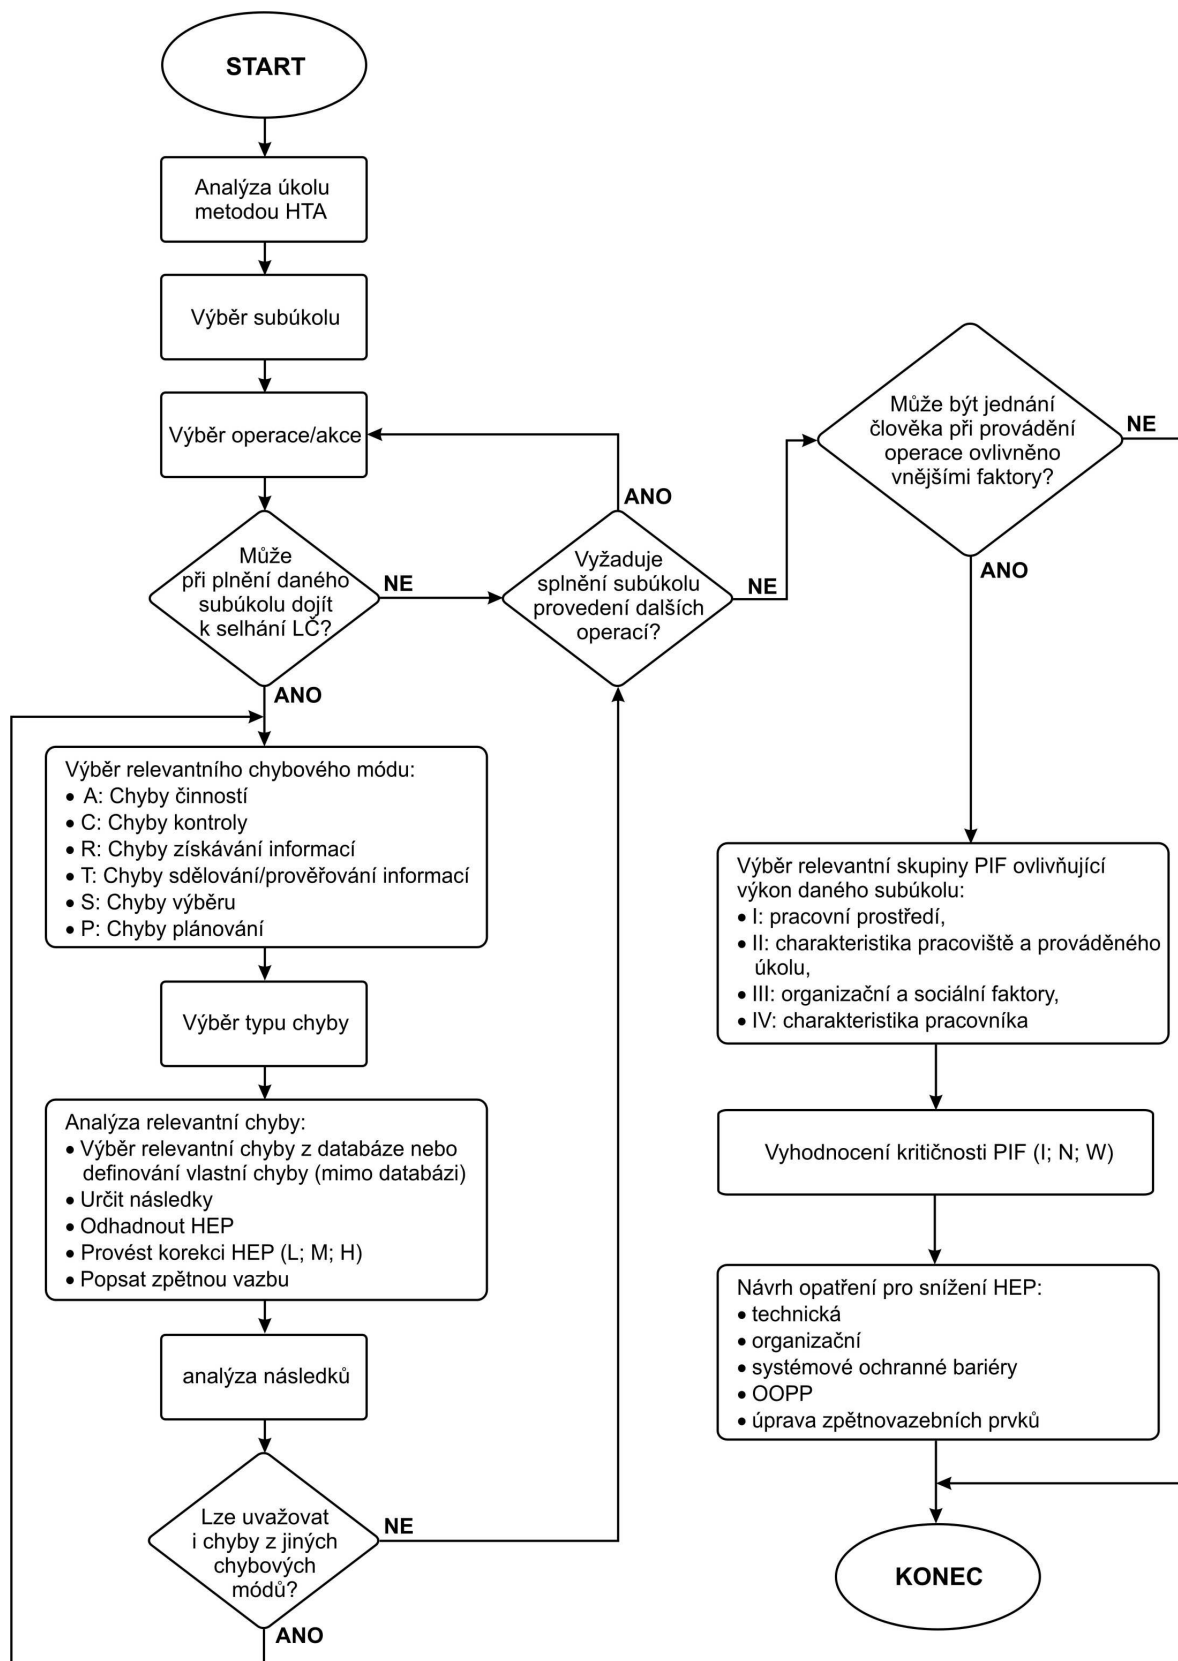 START
Analýza úkolu
metodou HTA
Výběr subúkolu
Výběr operace/akce
Může
při plnění daného
subúkolu dojít
k selhání LČ?
NE
ANO
Vyžaduje
splnění subúkolu
provedení dalších
operací?
ANO
NE
Výběr relevantního chybového módu:
• A: Chyby činností
• C: Chyby kontroly
• R: Chyby získávání informací
• T: Chyby sdělování/prověřování informací
• S: Chyby výběru
• P: Chyby plánování
Výběr typu chyby
Analýza relevantní chyby:
• Výběr relevantní chyby z databáze nebo
definování vlastní chyby (mimo databázi)
• Určit následky
• Odhadnout HEP
• Provést korekci HEP (L; M; H)
• Popsat zpětnou vazbu
analýza následků
Lze uvažovat
i chyby z jiných
chybových
módů?
NE
ANO
Může být jednání
člověka při provádění
operace ovlivněno
vnějšími faktory?
NE
ANO
Výběr relevantní skupiny PIF ovlivňující
výkon daného subúkolu:
• I: pracovní prostředí,
• II: charakteristika pracoviště a prováděného
úkolu,
• III: organizační a sociální faktory,
• IV: charakteristika pracovníka
Vyhodnocení kritičnosti PIF (I; N; W)
Návrh opatření pro snížení HEP:
• technická
• organizační
• systémové ochranné bariéry
• OOPP
• úprava zpětnovazebních prvků
KONEC